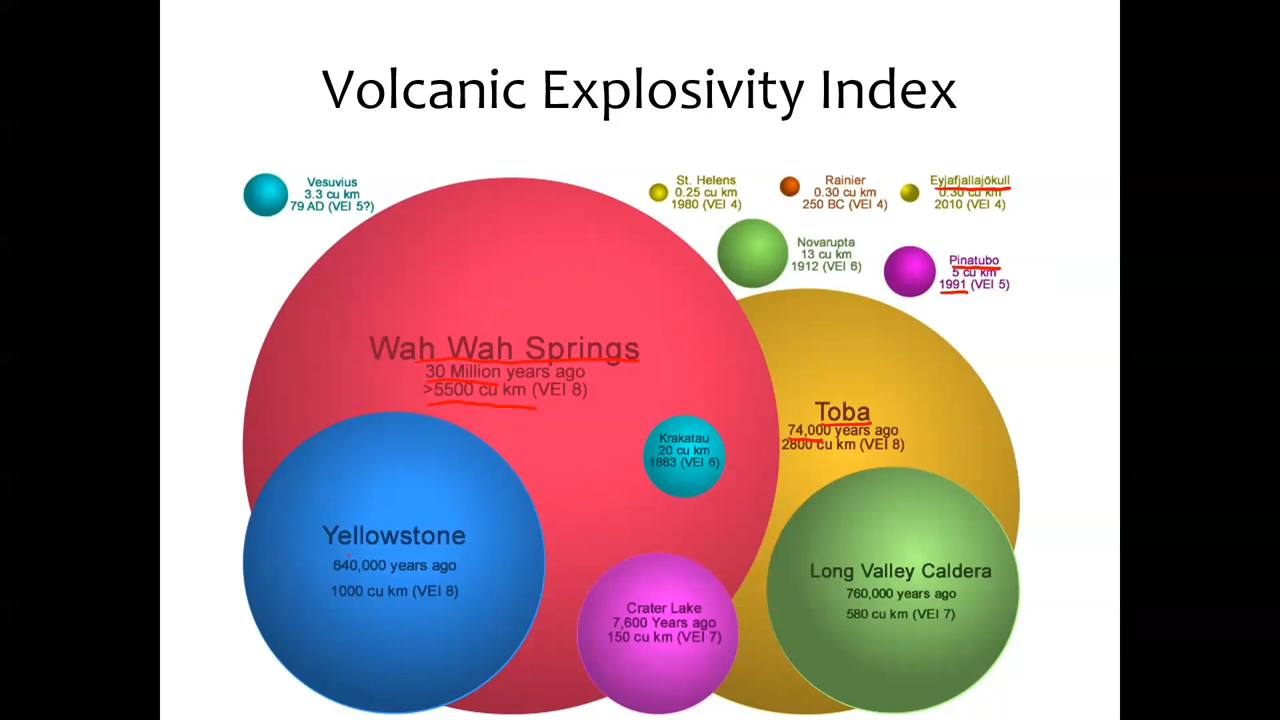 Volcanic Explosivity Index
Vesuvius
3.3 cu km
79 AD (VEI 5?)
St. Helens
0.25 cu km
1980 (VEI 4)
Rainier
0.30 cu km
250 BC (VEI 4)
Eyjafjallajökull
0.30 cu km
2010 (VEI 4)
Novarupta
13 cu km
1912 (VEI 6)
Pinatubo
5 cu km
1991 (VEI 5)
Wah Wah Springs
30 Million years ago
>5500 cu km (VEI 8)
Toba
74,000 years ago
2800 cu km (VEI 8)
Krakatau
20 cu km
1883 (VEI 6)
Yellowstone
640,000 years ago
1000 cu km (VEI 8)
Long Valley Caldera
760,000 years ago
580 cu km (VEI 7)
Crater Lake
7,600 Years ago
150 cu km (VEI 7)